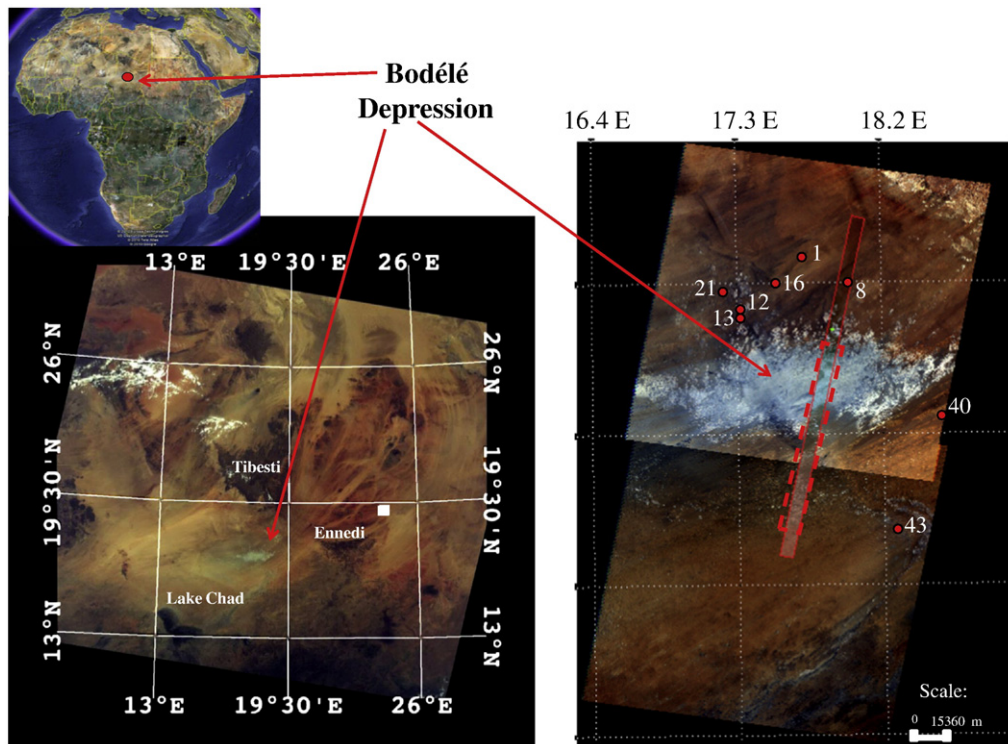 Bodélé
Depression
16.4 E
17.3 E
18.2 E
13°E
19°30'E
26°E
26°N
26°N
19°30'N
19°30'N
13°N
13°N
13°E
19°30'E
26°E
Tibesti
Ennedi
Lake Chad
1
16
8
21
12
13
40
43
Scale:
0 15360 m